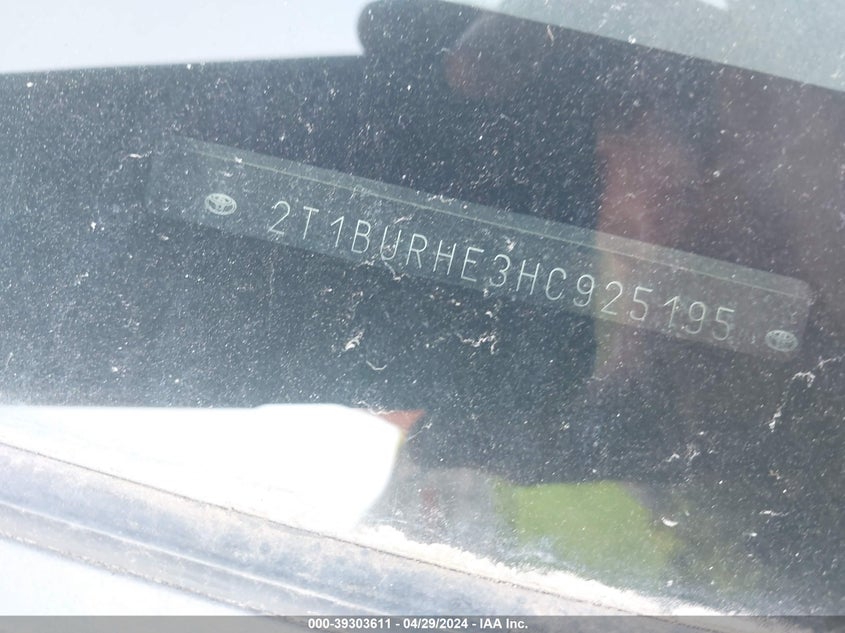 2T1BURHE3HC925195
000-39303611 - 04/29/2024 - IAA Inc.